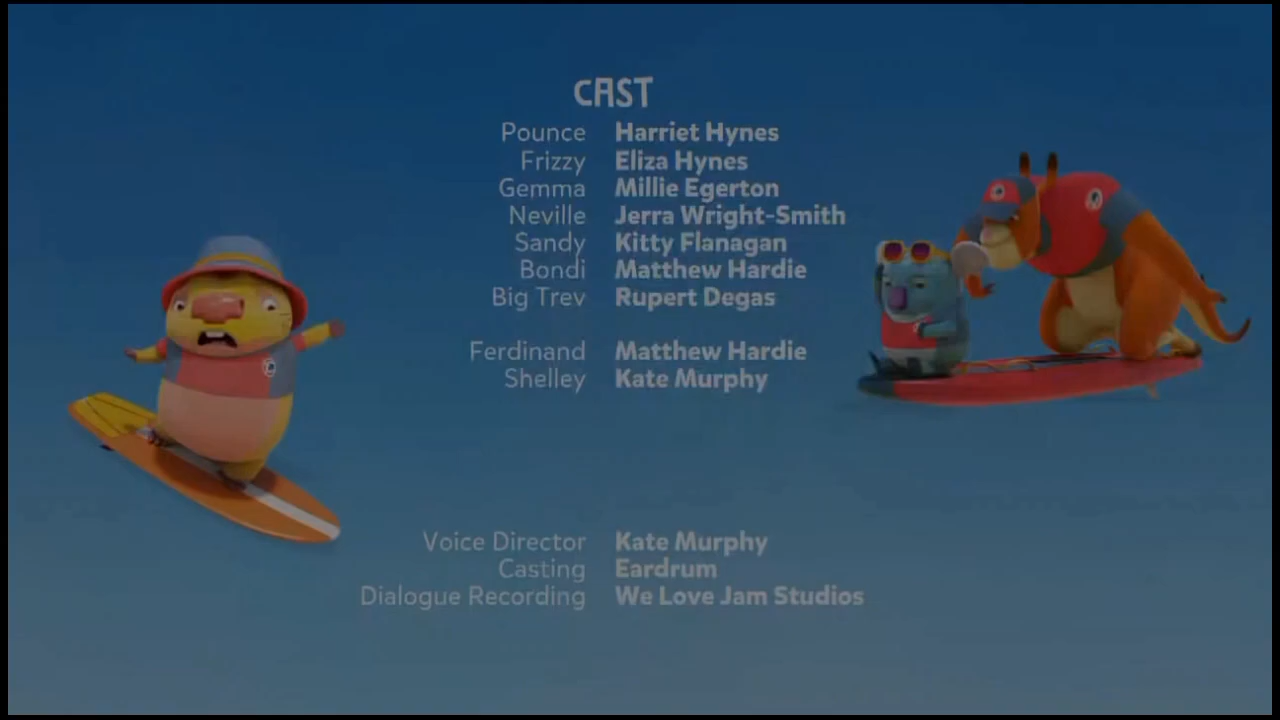 CAST
Pounce Harriet Hynes
Frizzy Eliza Hynes
Gemma Millie Egerton
Neville Jerra Wright-Smith
Sandy Kitty Flanagan
Bondi Matthew Hardie
Big Trev Rupert Degas
Ferdinand Matthew Hardie
Shelley Kate Murphy
Voice Director Kate Murphy
Casting Eardrum
Dialogue Recording We Love Jam Studios